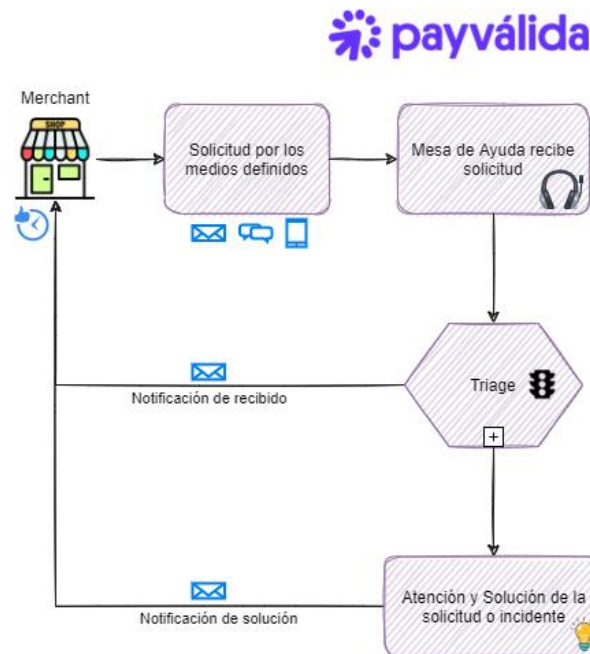 payválida
Merchant
SHOP
Solicitud por los
medios definidos
Mesa de Ayuda recibe
solicitud
Triage
Notificación de recibido
Atención y Solución de la
solicitud o incidente
Notificación de solución